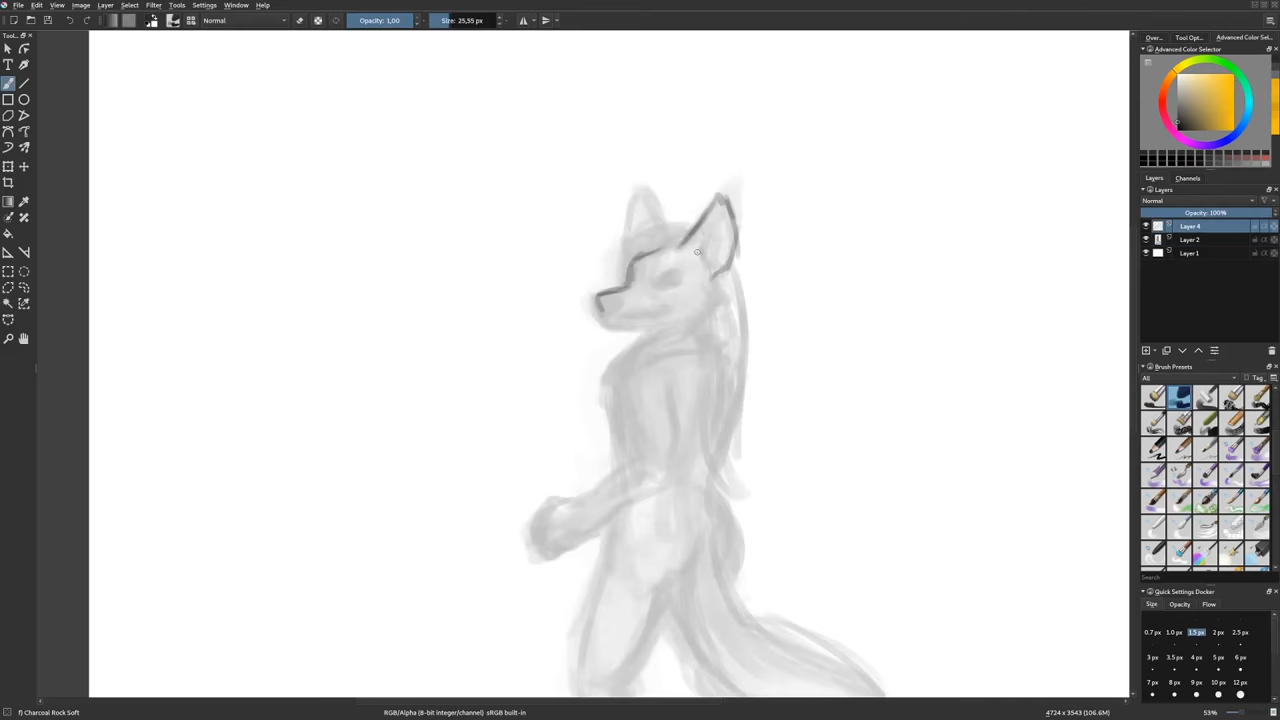 File Edit View Image Layer Select Filter Tools Settings Window Help
Normal Opacity: 1,00 Size: 25,55 px
Tool...
Over... Tool Opt... Advanced Color Sel...
Advanced Color Selector
Layers Channels
Layers
Normal
Opacity: 100%
Layer 4
Layer 2
Layer 1
Brush Presets
All Tag
Search
Quick Settings Docker
Size Opacity Flow
0.7 px 1.0 px 1.5 px 2 px 2.5 px
3 px 3.5 px 4 px 5 px 6 px
7 px 8 px 9 px 10 px 12 px
f) Charcoal Rock Soft RGB/Alpha (8-bit integer/channel) sRGB built-in 4724 x 3543 (106.6M) 53%